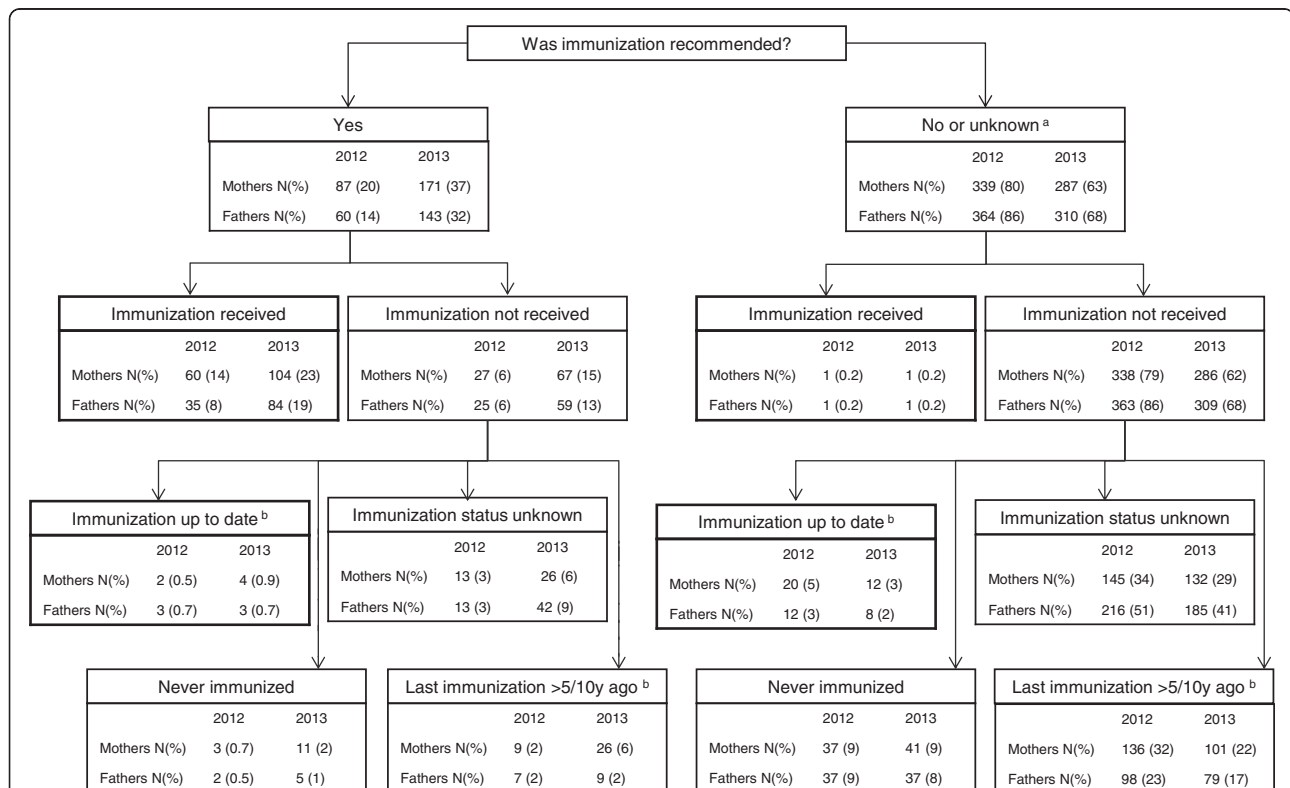 Was immunization recommended?
Yes
2012 2013
Mothers N(%) 87 (20) 171 (37)
Fathers N(%) 60 (14) 143 (32)
No or unknown a
2012 2013
Mothers N(%) 339 (80) 287 (63)
Fathers N(%) 364 (86) 310 (68)
Immunization received
2012 2013
Mothers N(%) 60 (14) 104 (23)
Fathers N(%) 35 (8) 84 (19)
Immunization not received
2012 2013
Mothers N(%) 27 (6) 67 (15)
Fathers N(%) 25 (6) 59 (13)
Immunization received
2012 2013
Mothers N(%) 1 (0.2) 1 (0.2)
Fathers N(%) 1 (0.2) 1 (0.2)
Immunization not received
2012 2013
Mothers N(%) 338 (79) 286 (62)
Fathers N(%) 363 (86) 309 (68)
Immunization up to date b
2012 2013
Mothers N(%) 2 (0.5) 4 (0.9)
Fathers N(%) 3 (0.7) 3 (0.7)
Immunization status unknown
2012 2013
Mothers N(%) 13 (3) 26 (6)
Fathers N(%) 13 (3) 42 (9)
Immunization up to date b
2012 2013
Mothers N(%) 20 (5) 12 (3)
Fathers N(%) 12 (3) 8 (2)
Immunization status unknown
2012 2013
Mothers N(%) 145 (34) 132 (29)
Fathers N(%) 216 (51) 185 (41)
Never immunized
2012 2013
Mothers N(%) 3 (0.7) 11 (2)
Fathers N(%) 2 (0.5) 5 (1)
Last immunization >5/10y ago b
2012 2013
Mothers N(%) 9 (2) 26 (6)
Fathers N(%) 7 (2) 9 (2)
Never immunized
2012 2013
Mothers N(%) 37 (9) 41 (9)
Fathers N(%) 37 (9) 37 (8)
Last immunization >5/10y ago b
2012 2013
Mothers N(%) 136 (32) 101 (22)
Fathers N(%) 98 (23) 79 (17)